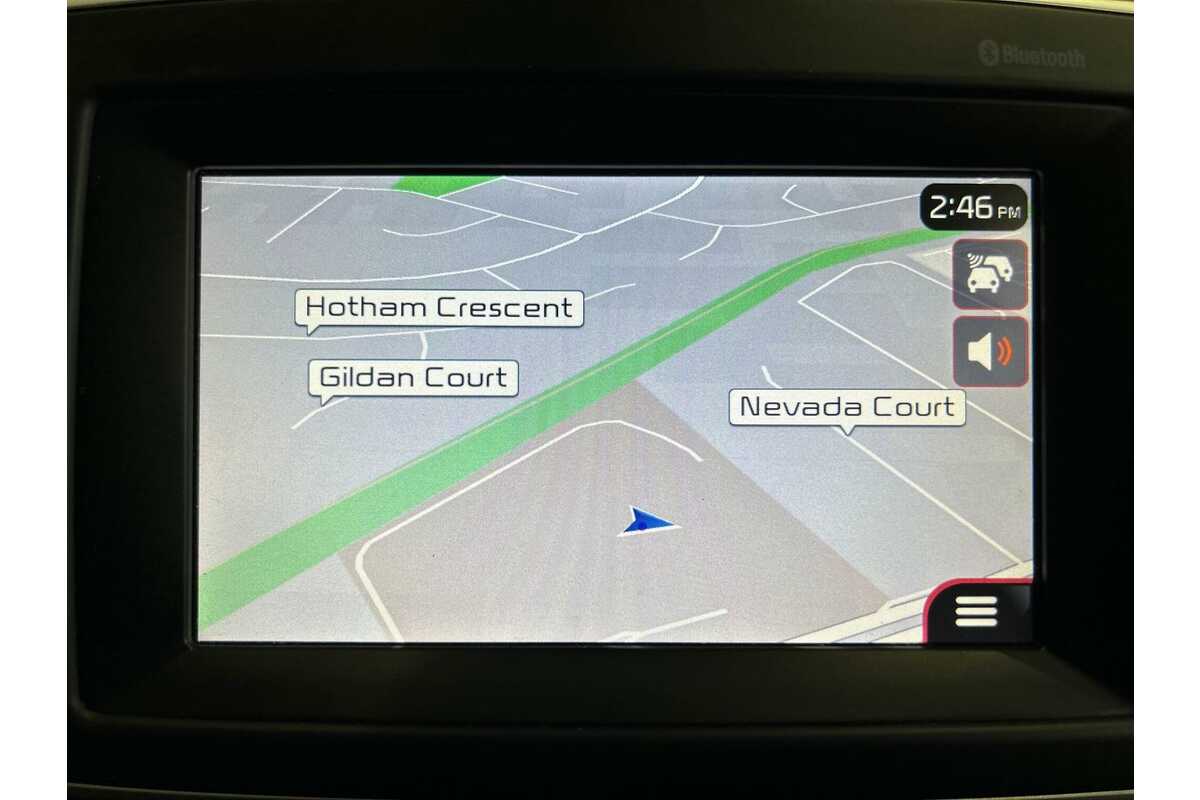 Bluetooth
2:46 PM
Hotham Crescent
Gildan Court
Nevada Court